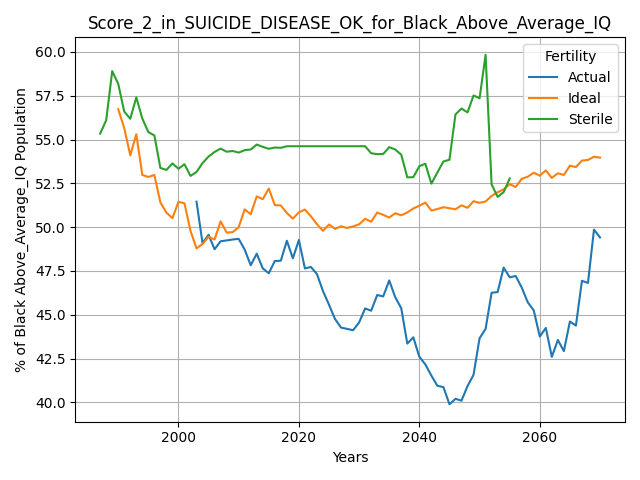 Score_2_in_SUICIDE_DISEASE_OK_for_Black_Above_Average_IQ
% of Black Above_Average_IQ Population
60.0
57.5
55.0
52.5
50.0
47.5
45.0
42.5
40.0
Fertility
Actual
Ideal
Sterile
2000
2020
2040
2060
Years